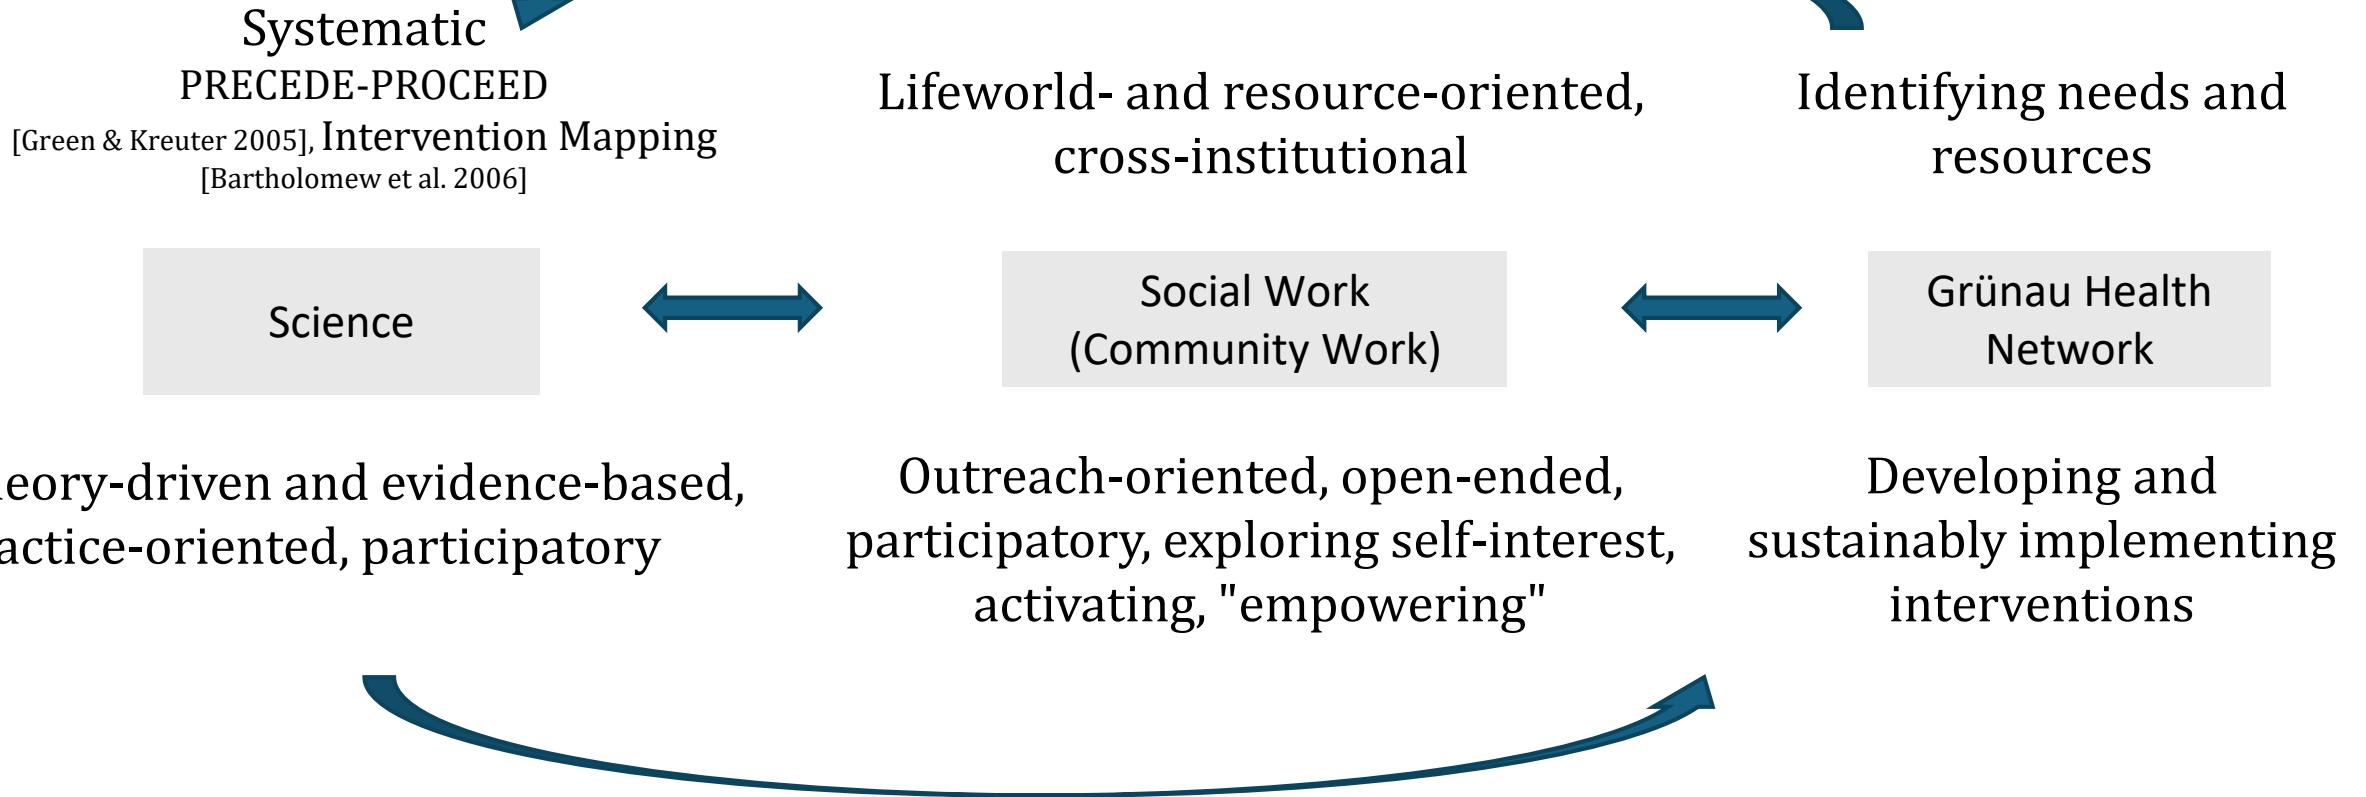 Systematic
PRECEDE-PROCEED
[Green & Kreuter 2005], Intervention Mapping
[Bartholomew et al. 2006]
Lifeworld- and resource-oriented,
cross-institutional
Identifying needs and
resources
Science
Social Work
(Community Work)
Grünau Health
Network
eory-driven and evidence-based,
actice-oriented, participatory
Outreach-oriented, open-ended,
participatory, exploring self-interest,
activating, "empowering"
Developing and
sustainably implementing
interventions